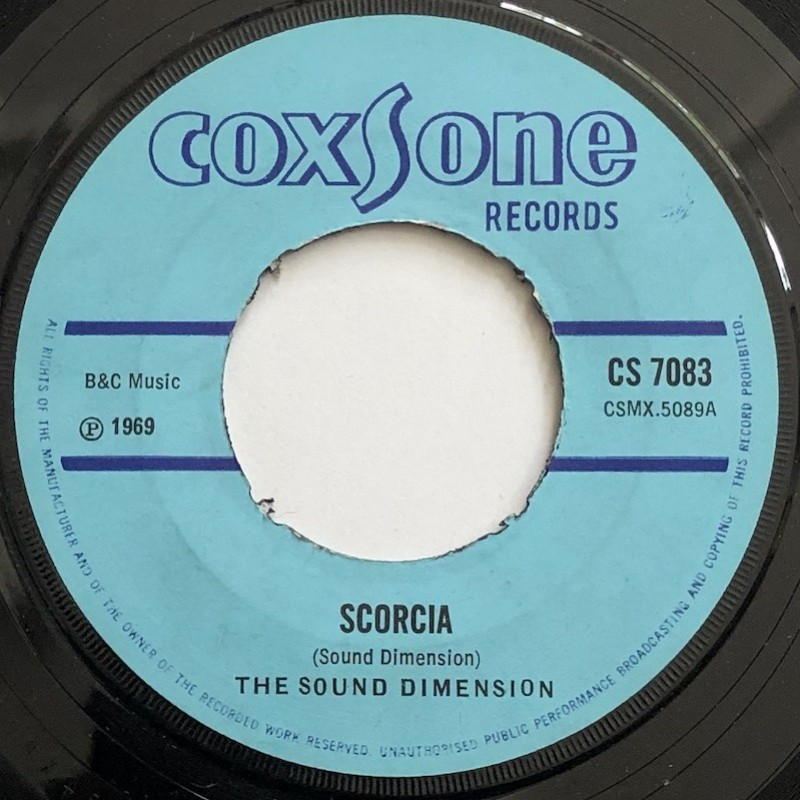 coxsone
RECORDS
B&C Music
℗ 1969
CS 7083
CSMX.5089A
SCORCIA
(Sound Dimension)
THE SOUND DIMENSION
ALL RIGHTS OF THE MANUFACTURER AND OF THE OWNER OF THE RECORDED WORK RESERVED. UNAUTHORISED PUBLIC PERFORMANCE BROADCASTING AND COPYING OF THIS RECORD PROHIBITED.